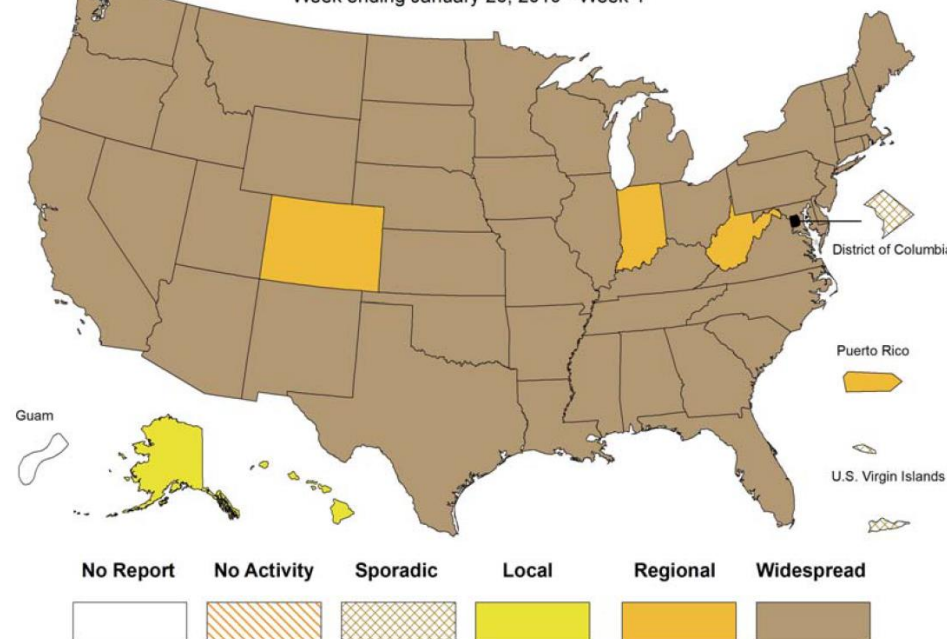 District of Columbia
Puerto Rico
Guam
U.S. Virgin Islands
No Report No Activity Sporadic Local Regional Widespread